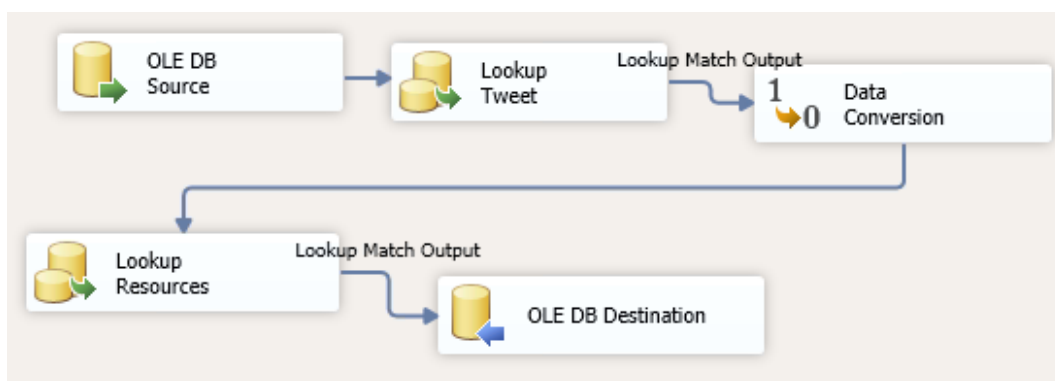 OLE DB
Source
Lookup
Tweet
Lookup Match Output
1
0
Data
Conversion
Lookup
Resources
Lookup Match Output
OLE DB Destination